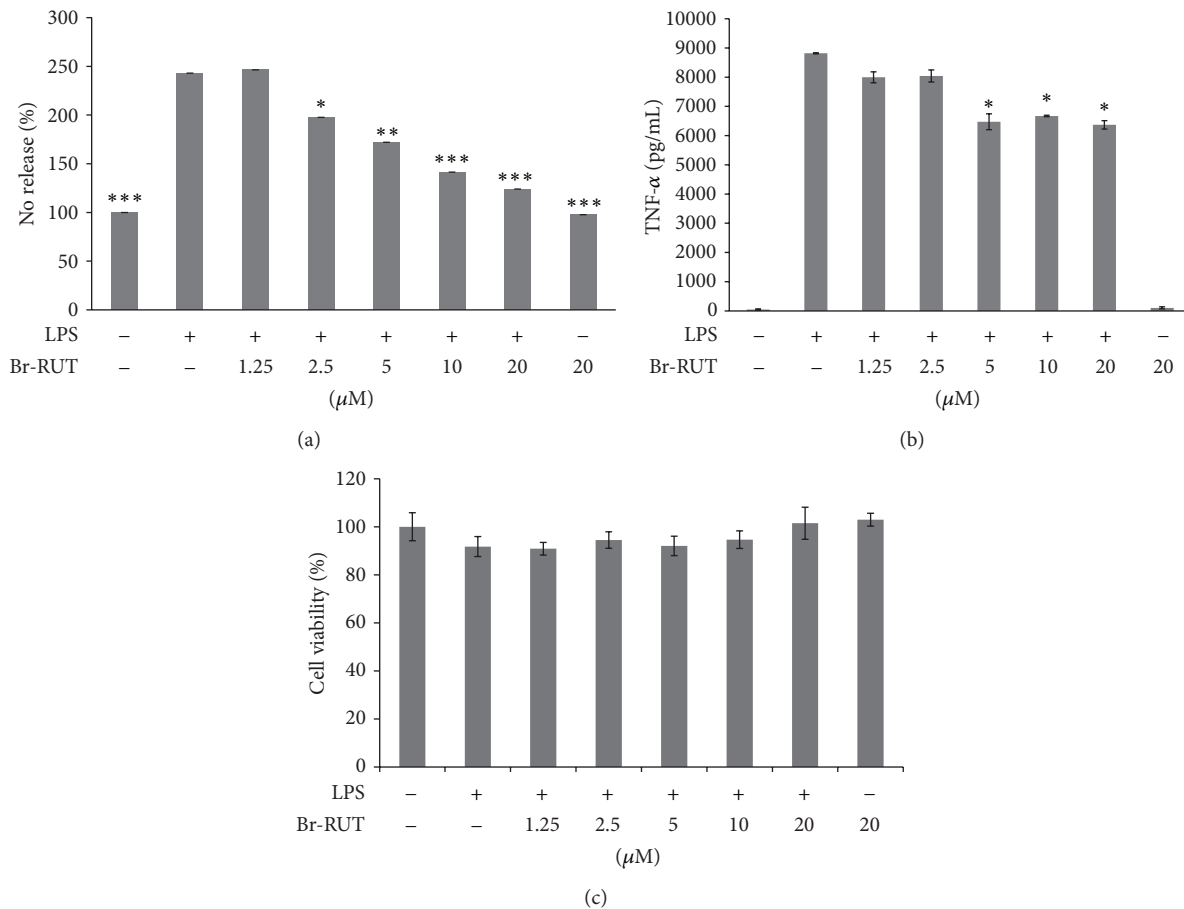 300
250
200
150
100
50
0
No release (%)
***
*
**
***
***
***
LPS − + + + + + + −
Br-RUT − − 1.25 2.5 5 10 20 20
(μM)
(a)
10000
9000
8000
7000
6000
5000
4000
3000
2000
1000
0
TNF-α (pg/mL)
*
*
*
LPS − + + + + + + −
Br-RUT − − 1.25 2.5 5 10 20 20
(μM)
(b)
120
100
80
60
40
20
0
Cell viability (%)
LPS − + + + + + + −
Br-RUT − − 1.25 2.5 5 10 20 20
(μM)
(c)